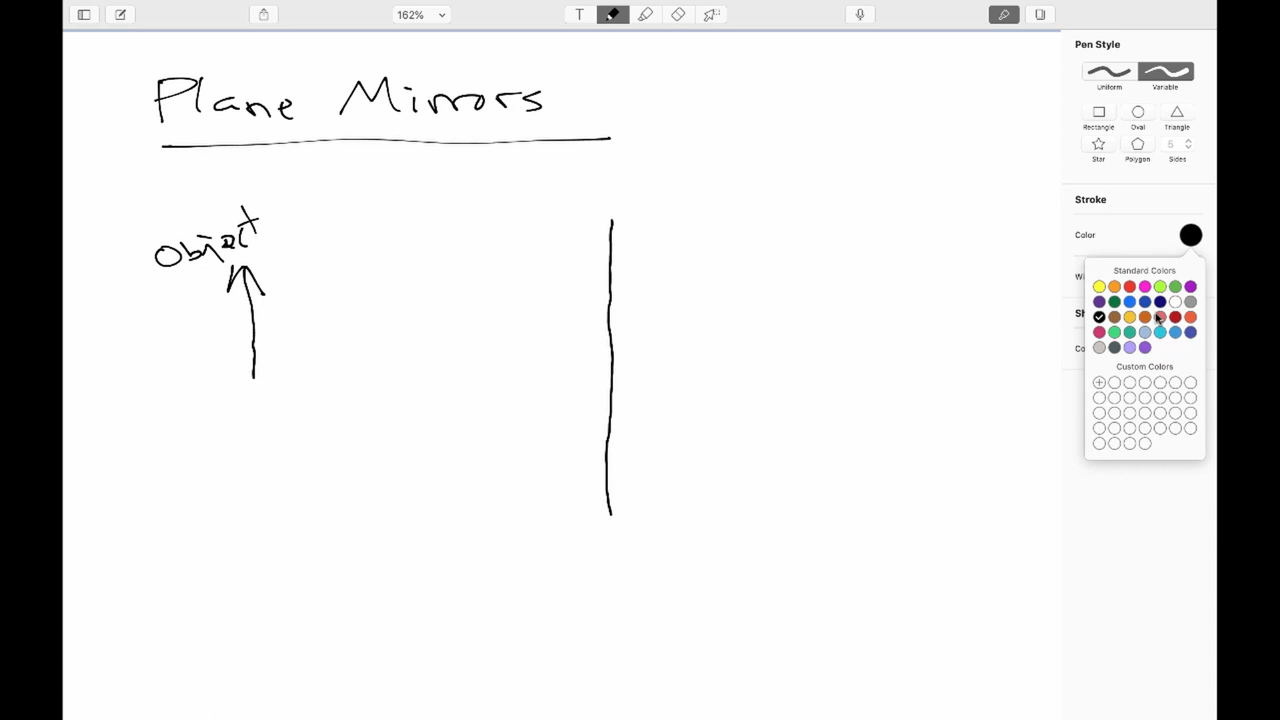 162%
T
Plane Mirrors
Object
Pen Style
Uniform Variable
Rectangle Oval Triangle
5
Star Polygon Sides
Stroke
Color
Standard Colors
Custom Colors